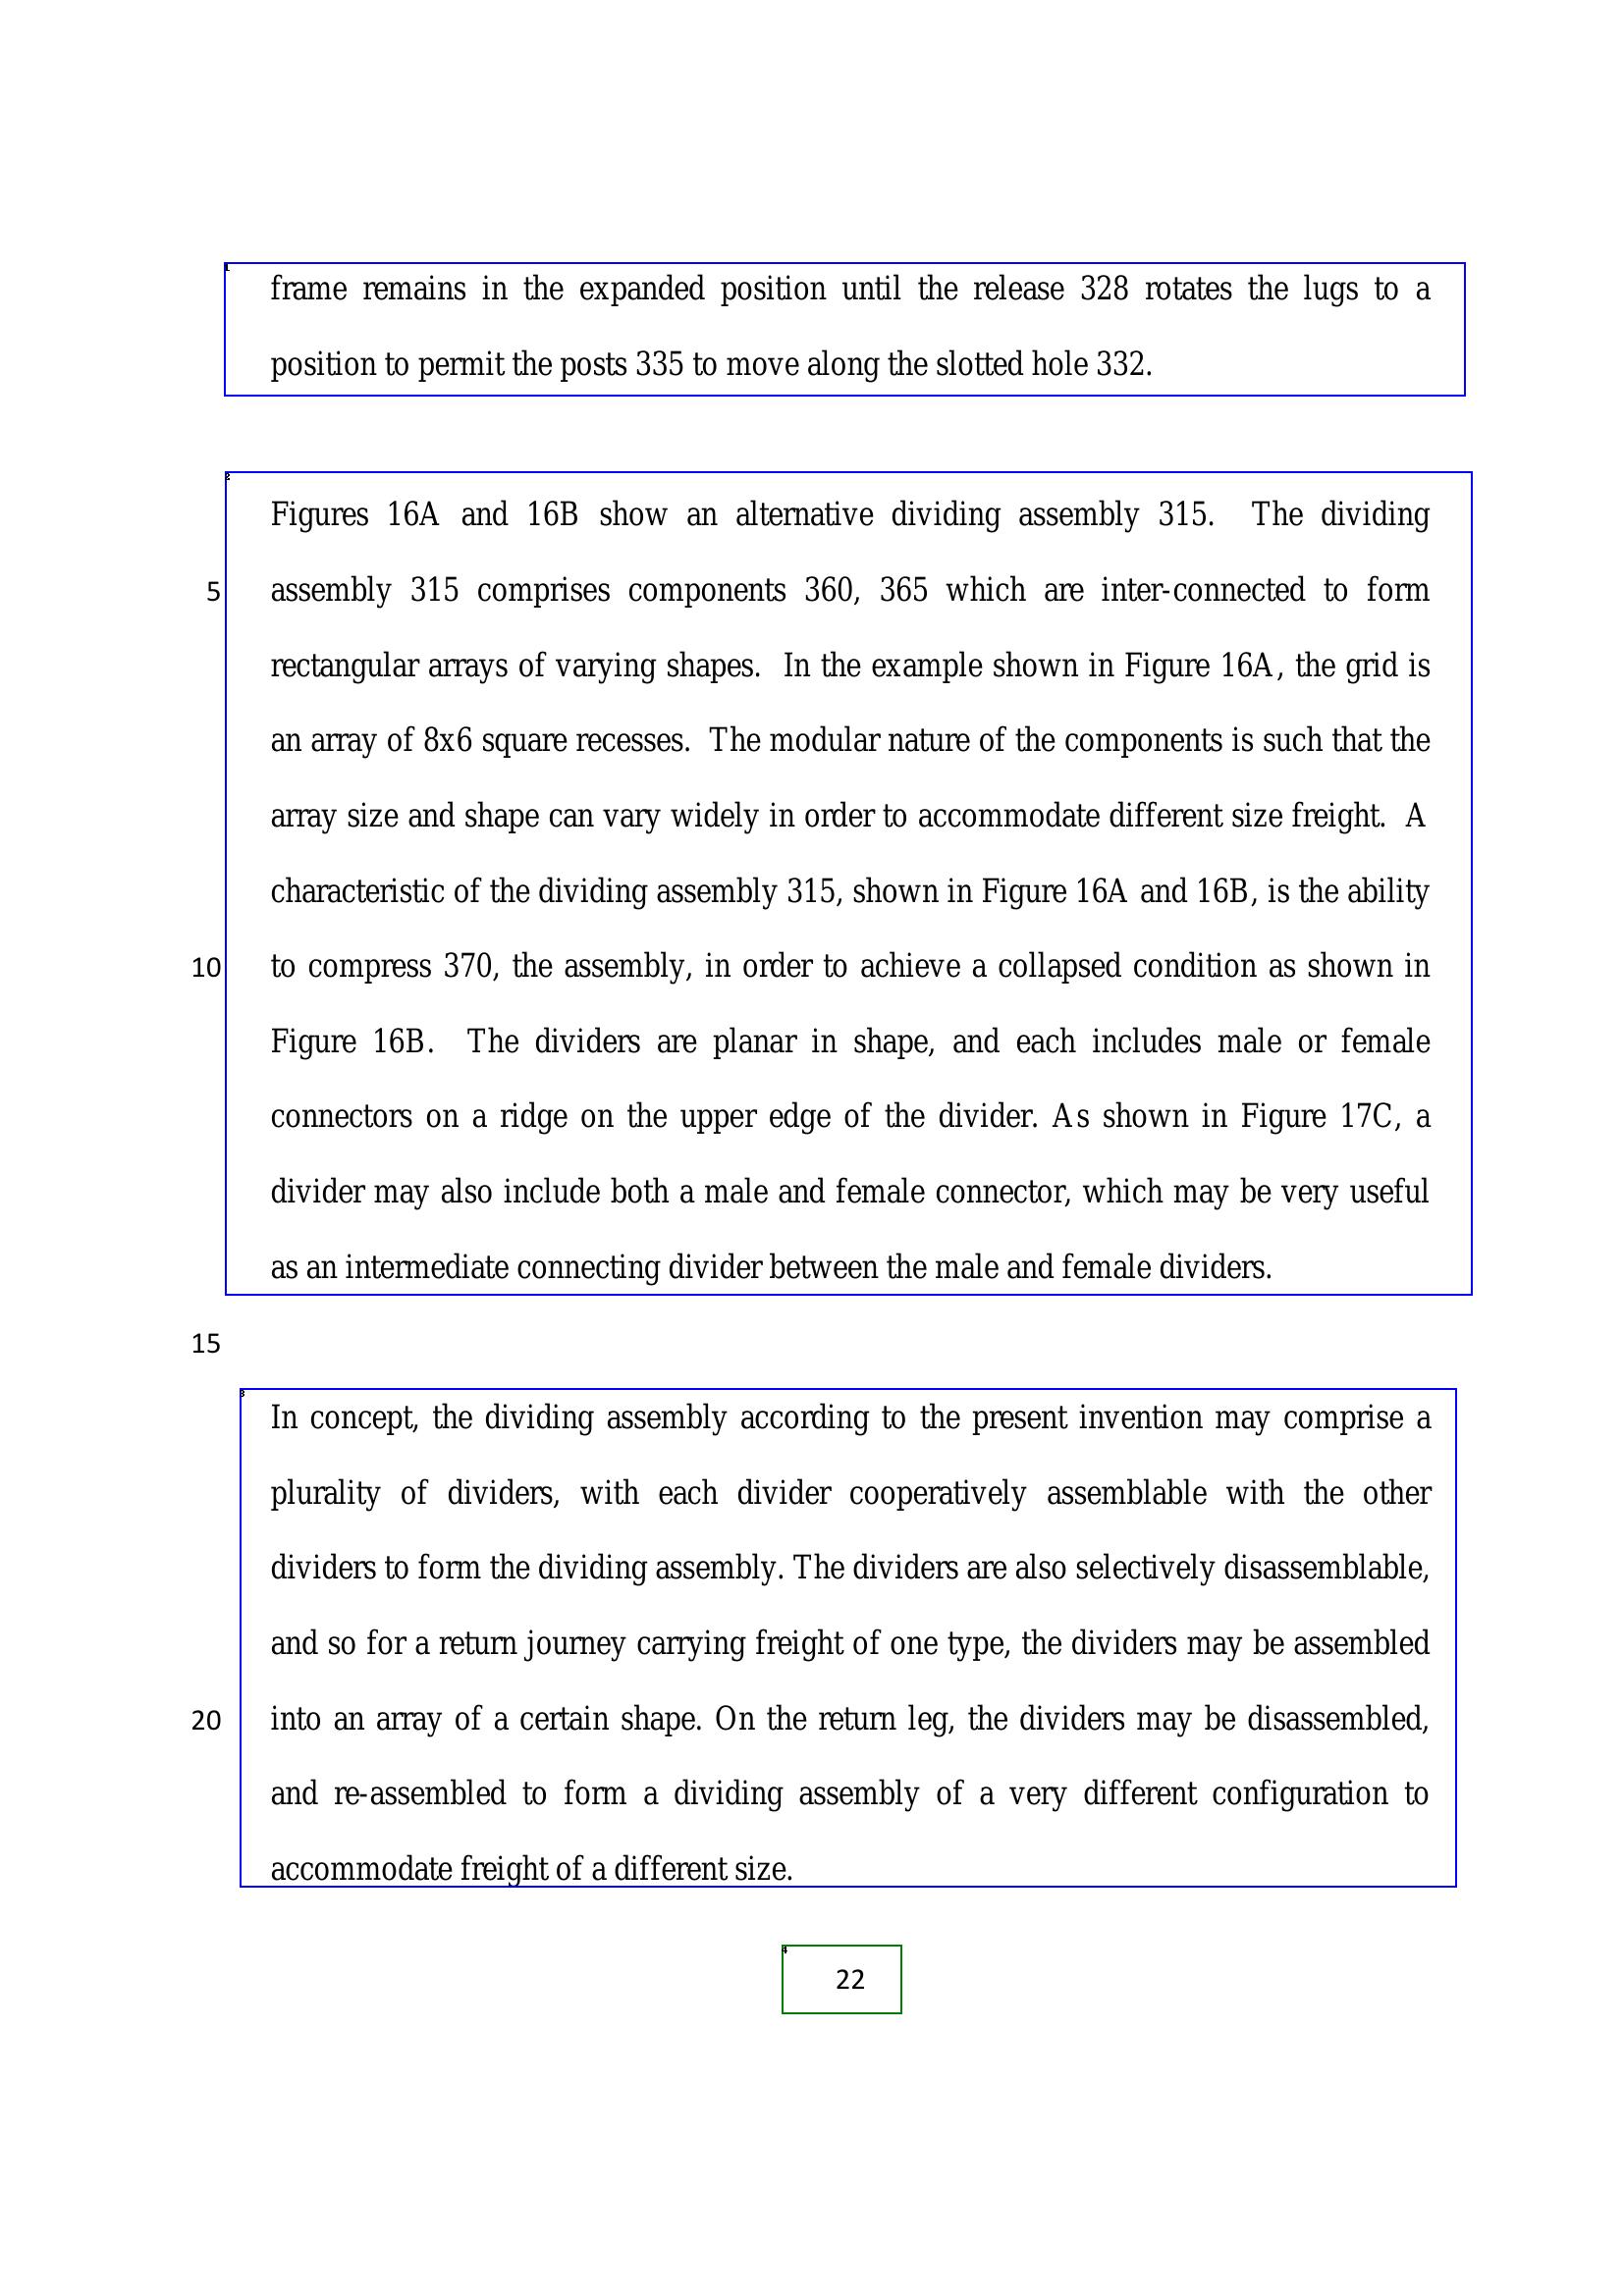 frame remains in the expanded position until the release 328 rotates the lugs to a
position to permit the posts 335 to move along the slotted hole 332.
Figures 16A and 16B show an alternative dividing assembly 315.  The dividing
5 assembly 315 comprises components 360, 365 which are inter-connected to form
rectangular arrays of varying shapes.  In the example shown in Figure 16A, the grid is
an array of 8x6 square recesses.  The modular nature of the components is such that the
array size and shape can vary widely in order to accommodate different size freight.  A
characteristic of the dividing assembly 315, shown in Figure 16A and 16B, is the ability
10 to compress 370, the assembly, in order to achieve a collapsed condition as shown in
Figure 16B.  The dividers are planar in shape, and each includes male or female
connectors on a ridge on the upper edge of the divider. As shown in Figure 17C, a
divider may also include both a male and female connector, which may be very useful
as an intermediate connecting divider between the male and female dividers.
15
In concept, the dividing assembly according to the present invention may comprise a
plurality of dividers, with each divider cooperatively assemblable with the other
dividers to form the dividing assembly. The dividers are also selectively disassemblable,
and so for a return journey carrying freight of one type, the dividers may be assembled
20 into an array of a certain shape. On the return leg, the dividers may be disassembled,
and re-assembled to form a dividing assembly of a very different configuration to
accommodate freight of a different size.
22